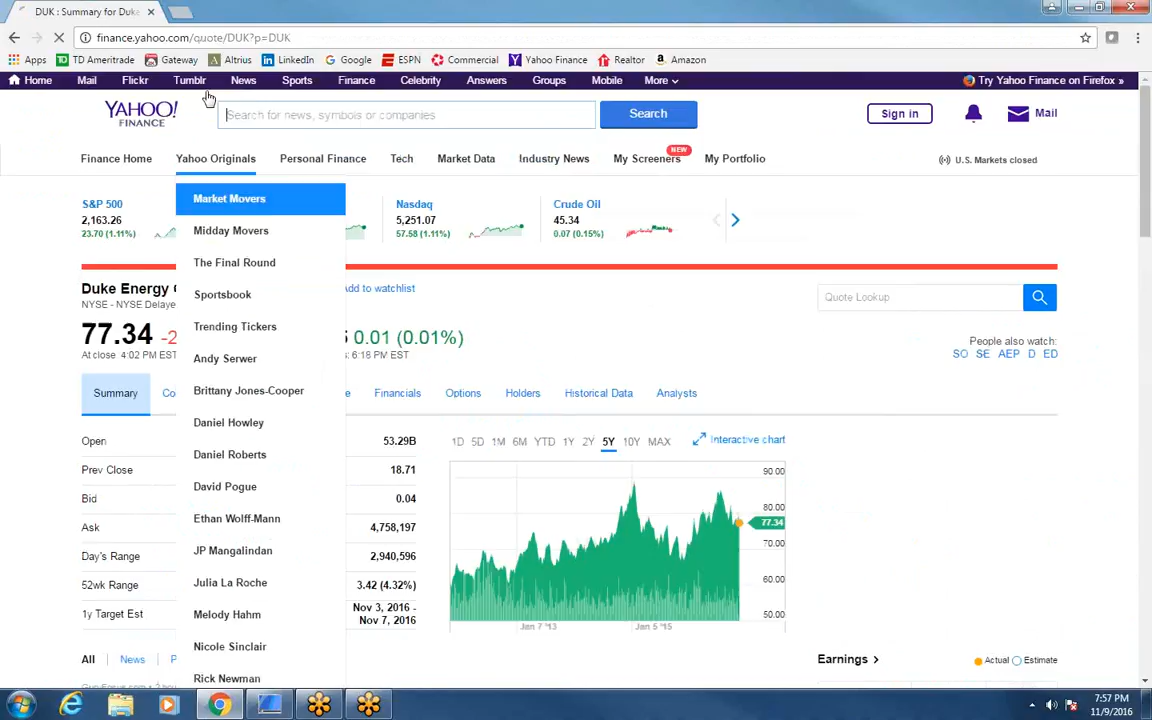 DUK : Summary for Duke
finance.yahoo.com/quote/DUK?p=DUK
Apps TD Ameritrade Gateway Altrius LinkedIn Google ESPN Commercial Yahoo Finance Realtor Amazon
Home Mail Flickr Tumblr News Sports Finance Celebrity Answers Groups Mobile More Try Yahoo Finance on Firefox »
YAHOO!
FINANCE
Search for news, symbols or companies
Search
Sign in
Mail
Finance Home Yahoo Originals Personal Finance Tech Market Data Industry News My Screeners NEW My Portfolio U.S. Markets closed
Market Movers
Midday Movers
The Final Round
Sportsbook
Trending Tickers
Andy Serwer
Brittany Jones-Cooper
Daniel Howley
Daniel Roberts
David Pogue
Ethan Wolff-Mann
JP Mangalindan
Julia La Roche
Melody Hahm
Nicole Sinclair
Rick Newman
S&P 500
2,163.26
23.70 (1.11%)
Nasdaq
5,251.07
57.58 (1.11%)
Crude Oil
45.34
0.07 (0.15%)
Duke Energy
Add to watchlist
NYSE - NYSE Delaye
77.34 -2
5 0.01 (0.01%)
At close : 4:02 PM EST
s: 6:18 PM EST
Quote Lookup
People also watch:
SO SE AEP D ED
Summary Co e Financials Options Holders Historical Data Analysts
Open 53.29B
Prev Close 18.71
Bid 0.04
Ask 4,758,197
Day's Range 2,940,596
52wk Range 3.42 (4.32%)
1y Target Est Nov 3, 2016 -
Nov 7, 2016
1D 5D 1M 6M YTD 1Y 2Y 5Y 10Y MAX Interactive chart
90.00
80.00
77.34
70.00
60.00
50.00
Jan 7 '13 Jan 5 '15
All News P
Earnings
Actual Estimate
7:57 PM
11/9/2016